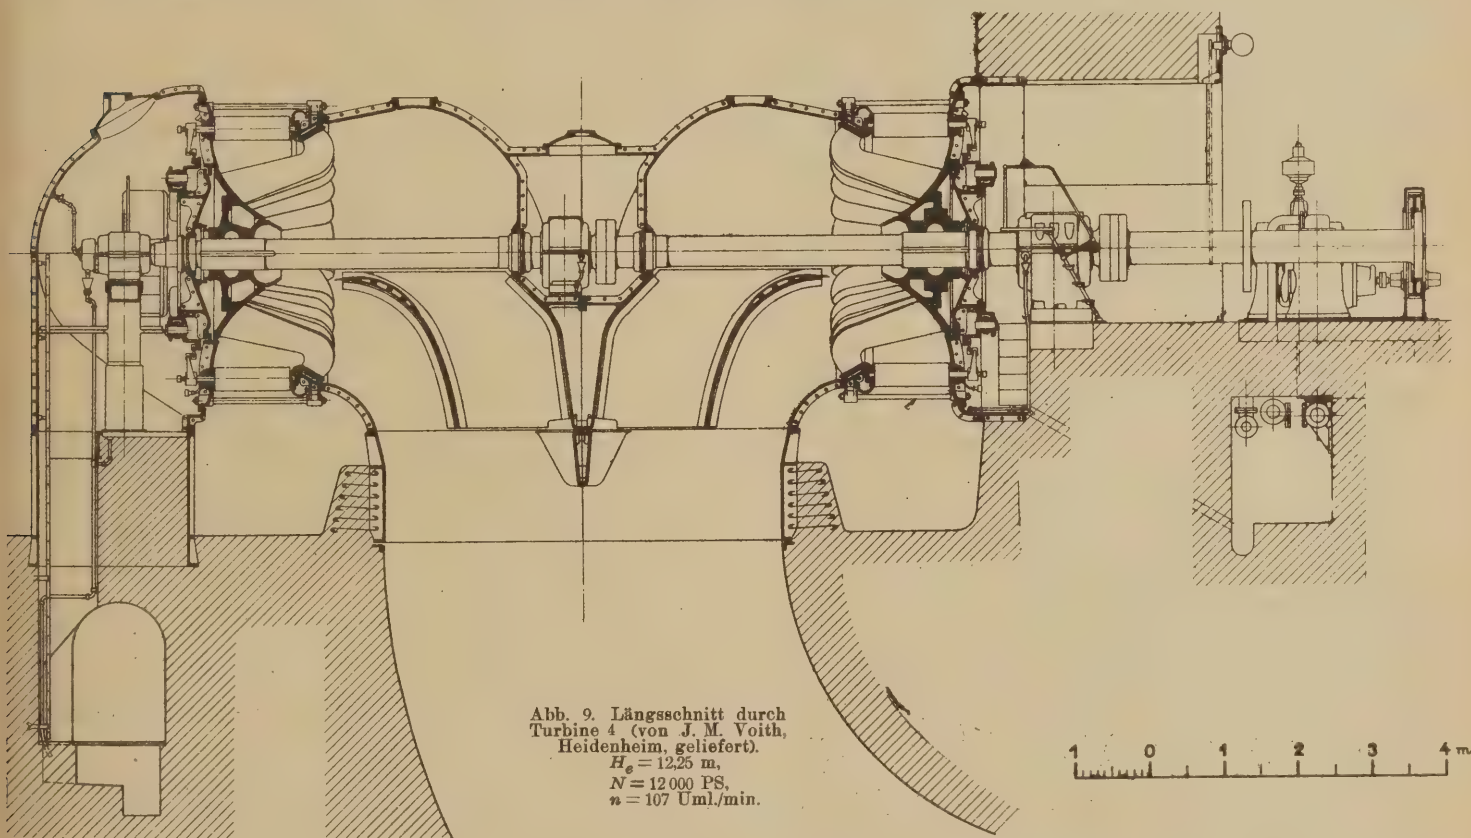 Abb. 9. Längsschnitt durch
Turbine 4 (von J. M. Voith,
Heidenheim, geliefert).
He = 12,25 m,
N = 12 000 PS,
n = 107 Uml./min.
1 0 1 2 3 4 m